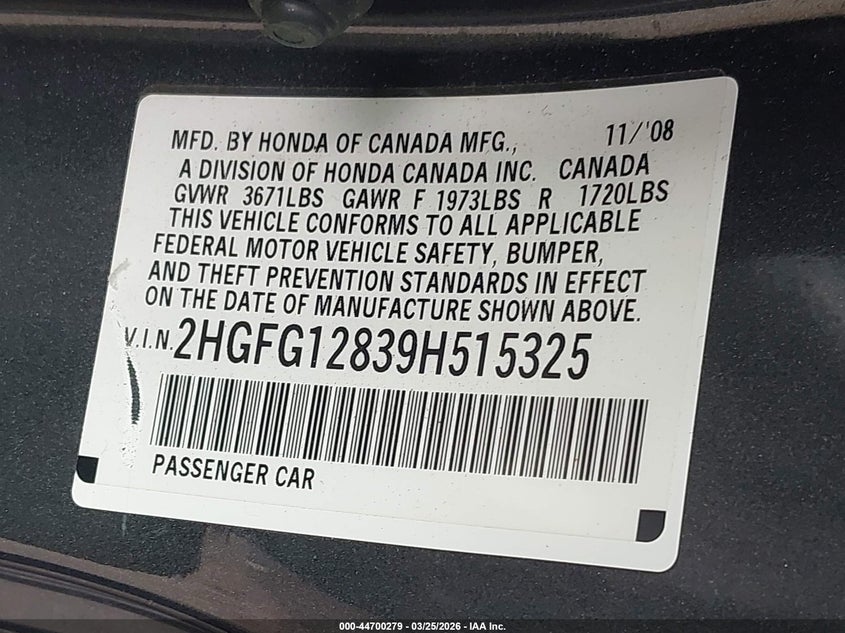 MFD. BY HONDA OF CANADA MFG., 11/'08
A DIVISION OF HONDA CANADA INC. CANADA
GVWR 3671LBS GAWR F 1973LBS R 1720LBS
THIS VEHICLE CONFORMS TO ALL APPLICABLE
FEDERAL MOTOR VEHICLE SAFETY, BUMPER,
AND THEFT PREVENTION STANDARDS IN EFFECT
ON THE DATE OF MANUFACTURE SHOWN ABOVE.
V.I.N. 2HGFG12839H515325
PASSENGER CAR
000-44700279 - 03/25/2026 - IAA Inc.